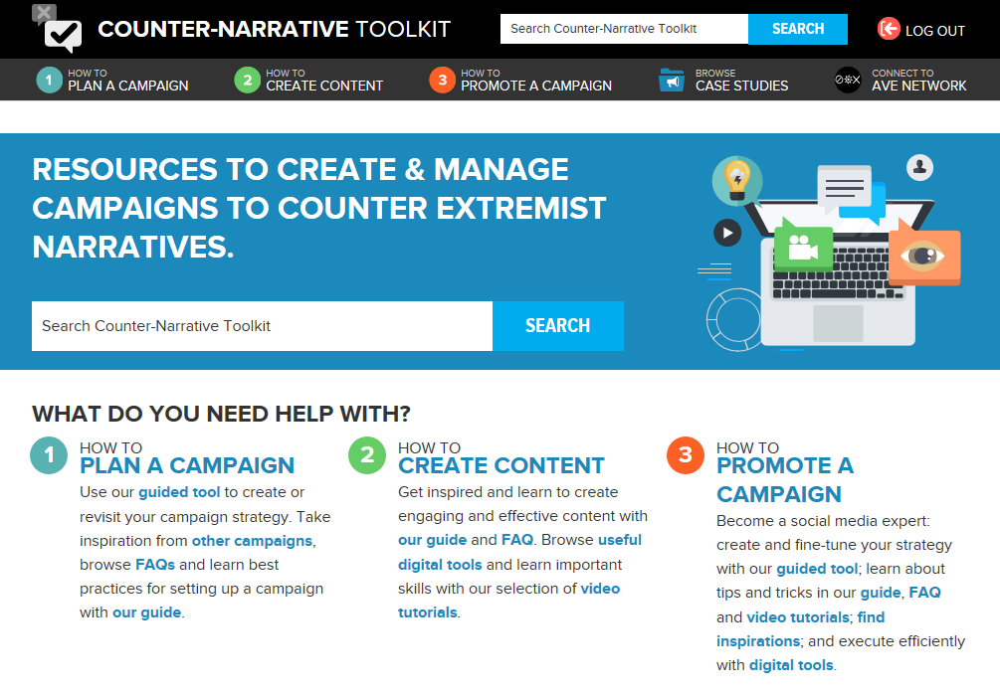 COUNTER-NARRATIVE TOOLKIT
Search Counter-Narrative Toolkit
SEARCH
LOG OUT
1
HOW TO
PLAN A CAMPAIGN
2
HOW TO
CREATE CONTENT
3
HOW TO
PROMOTE A CAMPAIGN
BROWSE
CASE STUDIES
CONNECT TO
AVE NETWORK
RESOURCES TO CREATE & MANAGE
CAMPAIGNS TO COUNTER EXTREMIST
NARRATIVES.
Search Counter-Narrative Toolkit
SEARCH
WHAT DO YOU NEED HELP WITH?
1
HOW TO
PLAN A CAMPAIGN
Use our guided tool to create or
revisit your campaign strategy. Take
inspiration from other campaigns,
browse FAQs and learn best
practices for setting up a campaign
with our guide.
2
HOW TO
CREATE CONTENT
Get inspired and learn to create
engaging and effective content with
our guide and FAQ. Browse useful
digital tools and learn important
skills with our selection of video
tutorials.
3
HOW TO
PROMOTE A
CAMPAIGN
Become a social media expert:
create and fine-tune your strategy
with our guided tool; learn about
tips and tricks in our guide, FAQ
and video tutorials; find
inspirations; and execute efficiently
with digital tools.